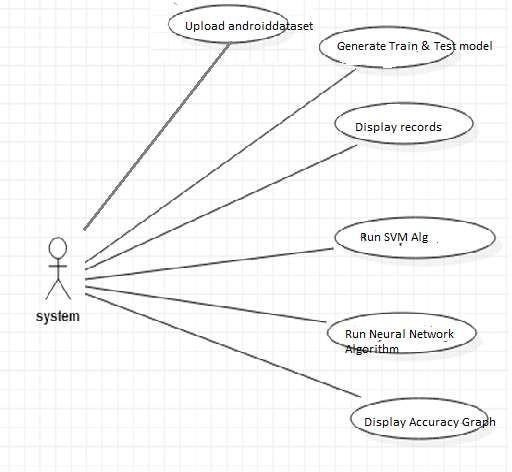 Upload androiddataset
Generate Train & Test model
Display records
Run SVM Alg
system
Run Neural Network
Algorithm
Display Accuracy Graph